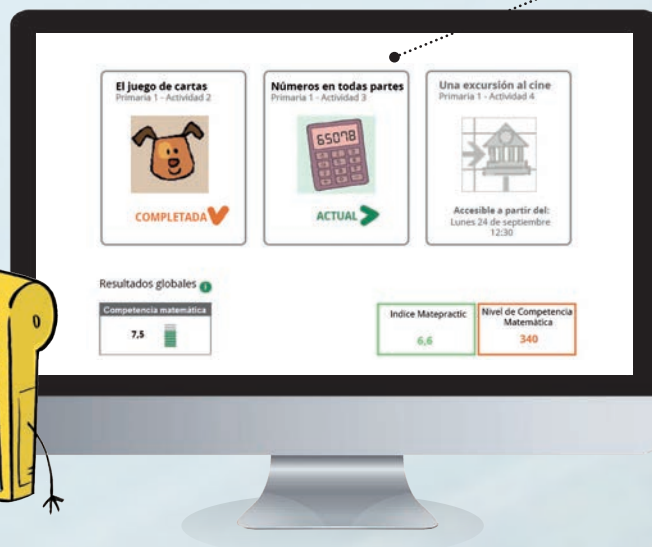 El juego de cartas
Primaria 1 - Actividad 2
COMPLETADA
Números en todas partes
Primaria 1 - Actividad 3
65078
ACTUAL
Una excursión al cine
Primaria 1 - Actividad 4
Accesible a partir del:
Lunes 24 de septiembre
12:30
Resultados globales
Competencia matemática
7,5
Indice Matepractic
6,6
Nivel de Competencia
Matemática
340